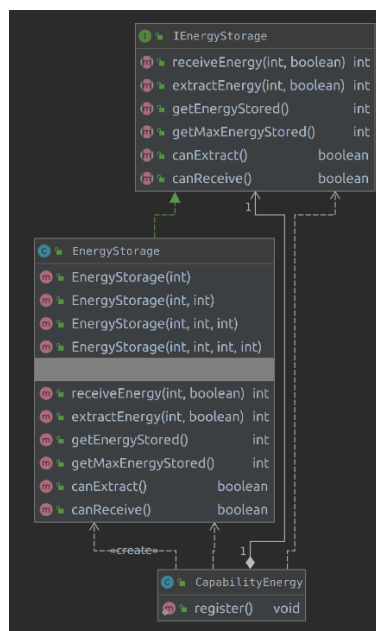 IEnergyStorage
receiveEnergy(int, boolean) int
extractEnergy(int, boolean) int
getEnergyStored() int
getMaxEnergyStored() int
canExtract() boolean
canReceive() boolean
1
EnergyStorage
EnergyStorage(int)
EnergyStorage(int, int)
EnergyStorage(int, int, int)
EnergyStorage(int, int, int, int)
receiveEnergy(int, boolean) int
extractEnergy(int, boolean) int
getEnergyStored() int
getMaxEnergyStored() int
canExtract() boolean
canReceive() boolean
«create»
1
CapabilityEnergy
register() void